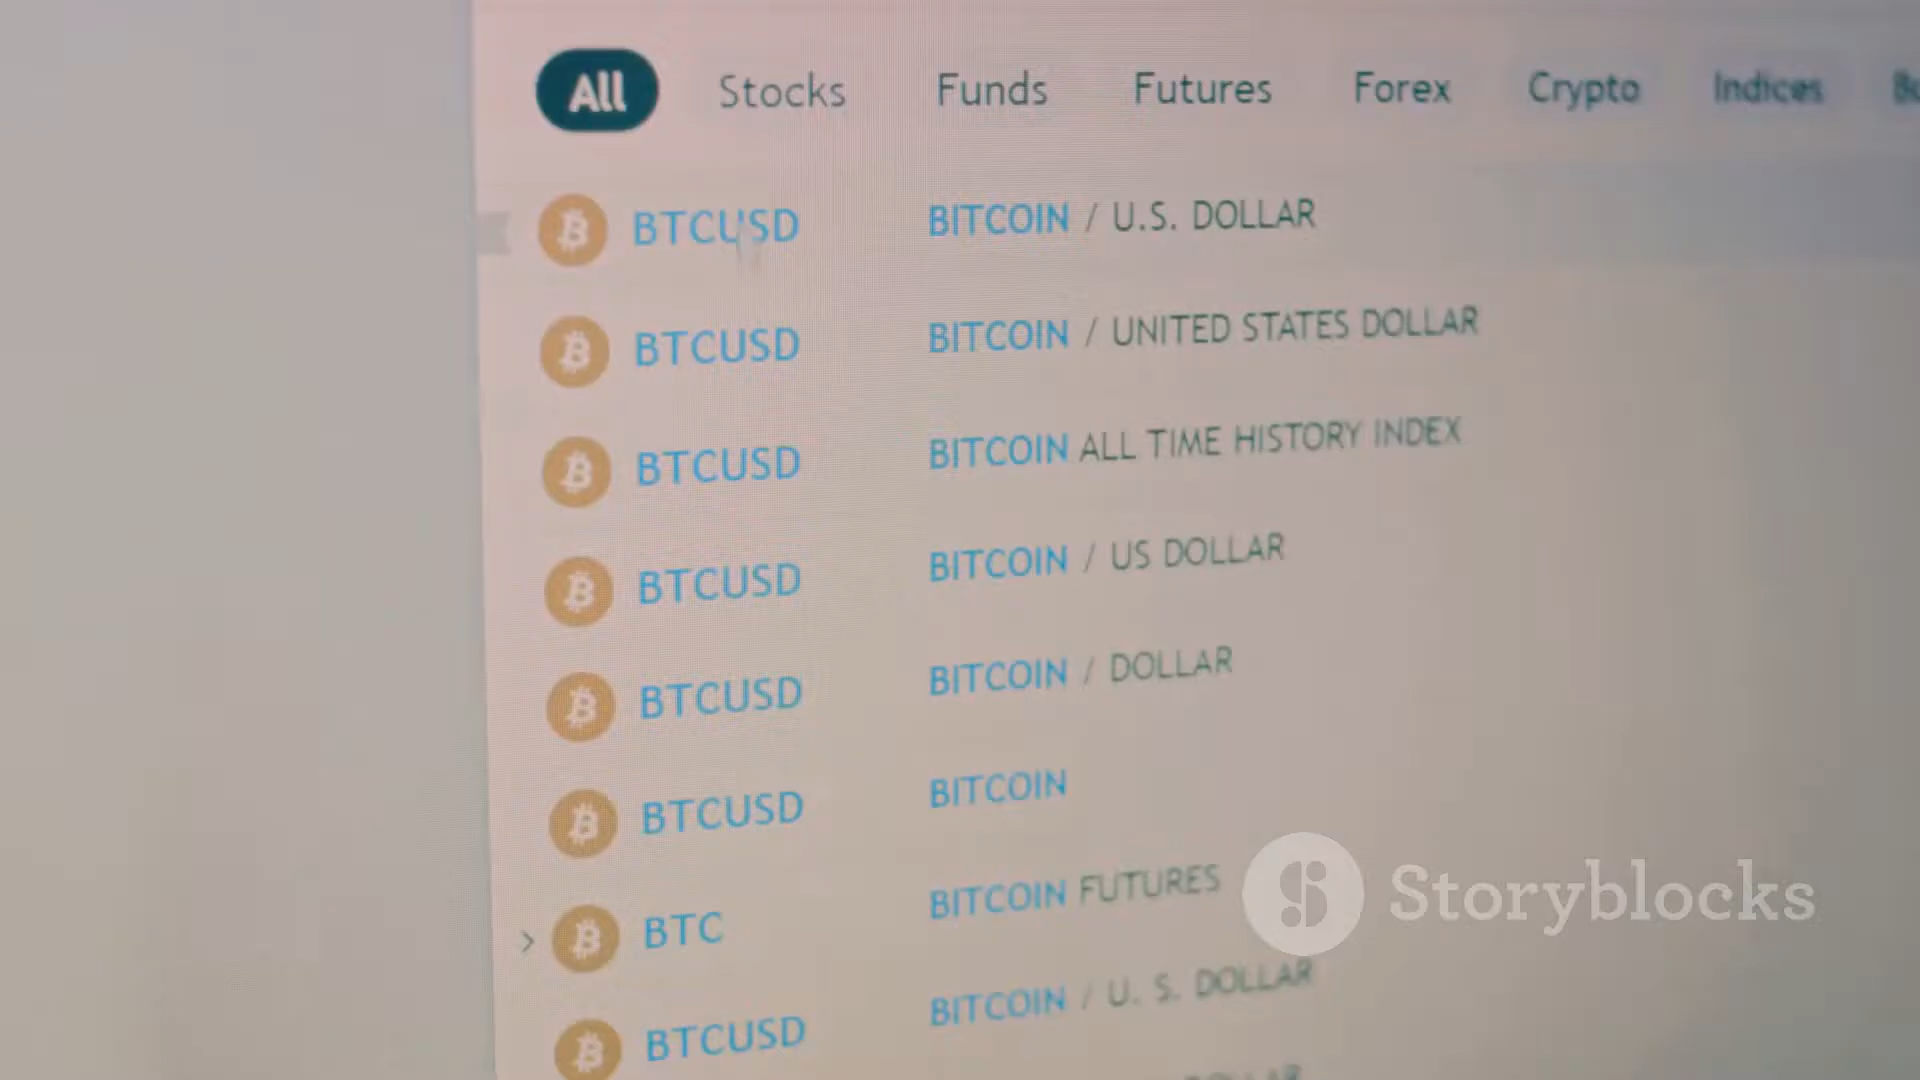 All Stocks Funds Futures Forex Crypto Indices
BTCUSD BITCOIN / U.S. DOLLAR
BTCUSD BITCOIN / UNITED STATES DOLLAR
BTCUSD BITCOIN ALL TIME HISTORY INDEX
BTCUSD BITCOIN / US DOLLAR
BTCUSD BITCOIN / DOLLAR
BTCUSD BITCOIN
> BTC BITCOIN FUTURES
Storyblocks
BTCUSD BITCOIN / U. S. DOLLAR